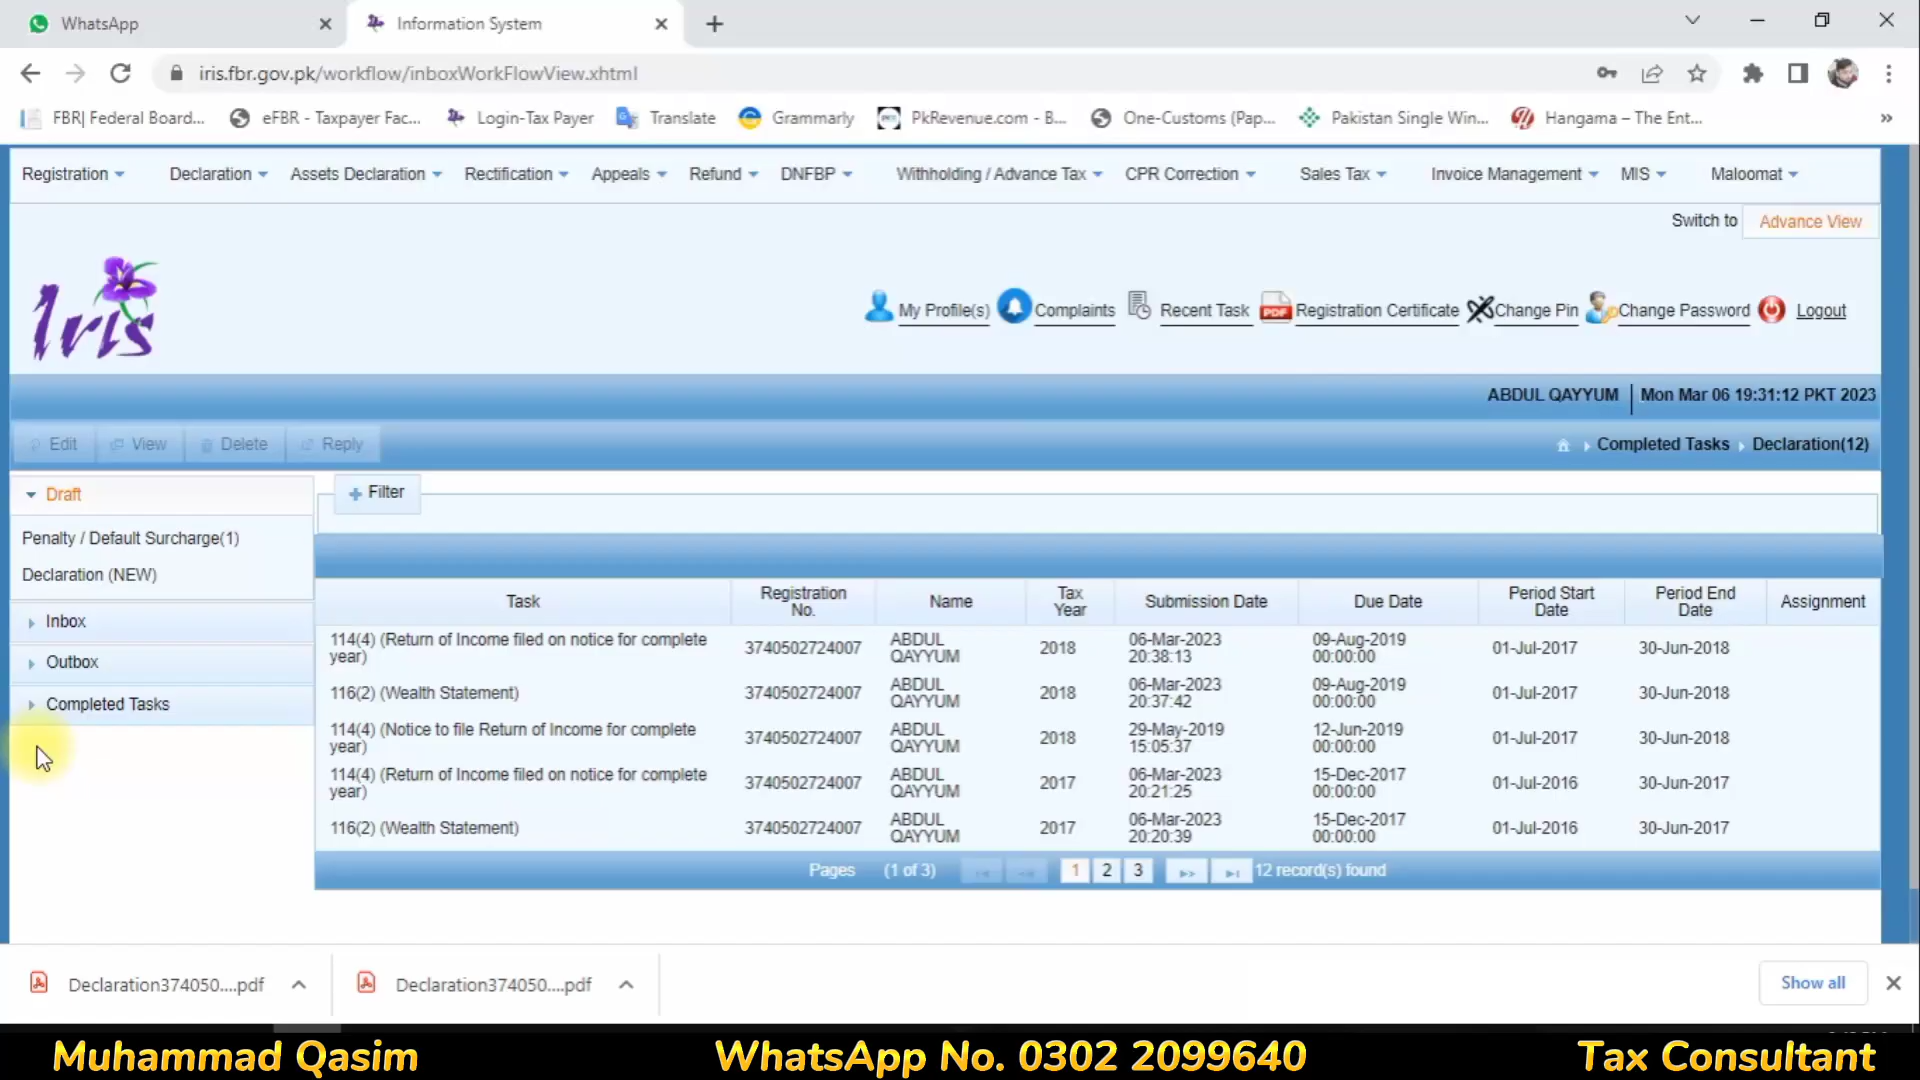 WhatsApp
Information System
iris.fbr.gov.pk/workflow/inboxWorkFlowView.xhtml
FBR| Federal Board... eFBR - Taxpayer Fac... Login-Tax Payer Translate Grammarly PkRevenue.com - B... One-Customs (Pap... Pakistan Single Win... Hangama – The Ent... »
Registration Declaration Assets Declaration Rectification Appeals Refund DNFBP Withholding / Advance Tax CPR Correction Sales Tax Invoice Management MIS Maloomat
Switch to Advance View
Iris
My Profile(s) Complaints Recent Task PDF Registration Certificate Change Pin Change Password Logout
ABDUL QAYYUM Mon Mar 06 19:31:12 PKT 2023
Edit View Delete Reply
Completed Tasks Declaration(12)
Draft
Penalty / Default Surcharge(1)
Declaration (NEW)
Inbox
Outbox
Completed Tasks
+ Filter
Task
Registration No.
Name
Tax Year
Submission Date
Due Date
Period Start Date
Period End Date
Assignment
114(4) (Return of Income filed on notice for complete year) 3740502724007 ABDUL QAYYUM 2018 06-Mar-2023 20:38:13 09-Aug-2019 00:00:00 01-Jul-2017 30-Jun-2018
116(2) (Wealth Statement) 3740502724007 ABDUL QAYYUM 2018 06-Mar-2023 20:37:42 09-Aug-2019 00:00:00 01-Jul-2017 30-Jun-2018
114(4) (Notice to file Return of Income for complete year) 3740502724007 ABDUL QAYYUM 2018 29-May-2019 15:05:37 12-Jun-2019 00:00:00 01-Jul-2017 30-Jun-2018
114(4) (Return of Income filed on notice for complete year) 3740502724007 ABDUL QAYYUM 2017 06-Mar-2023 20:21:25 15-Dec-2017 00:00:00 01-Jul-2016 30-Jun-2017
116(2) (Wealth Statement) 3740502724007 ABDUL QAYYUM 2017 06-Mar-2023 20:20:39 15-Dec-2017 00:00:00 01-Jul-2016 30-Jun-2017
Pages (1 of 3) 1 2 3 12 record(s) found
Declaration374050....pdf Declaration374050....pdf Show all
Muhammad Qasim WhatsApp No. 0302 2099640 Tax Consultant